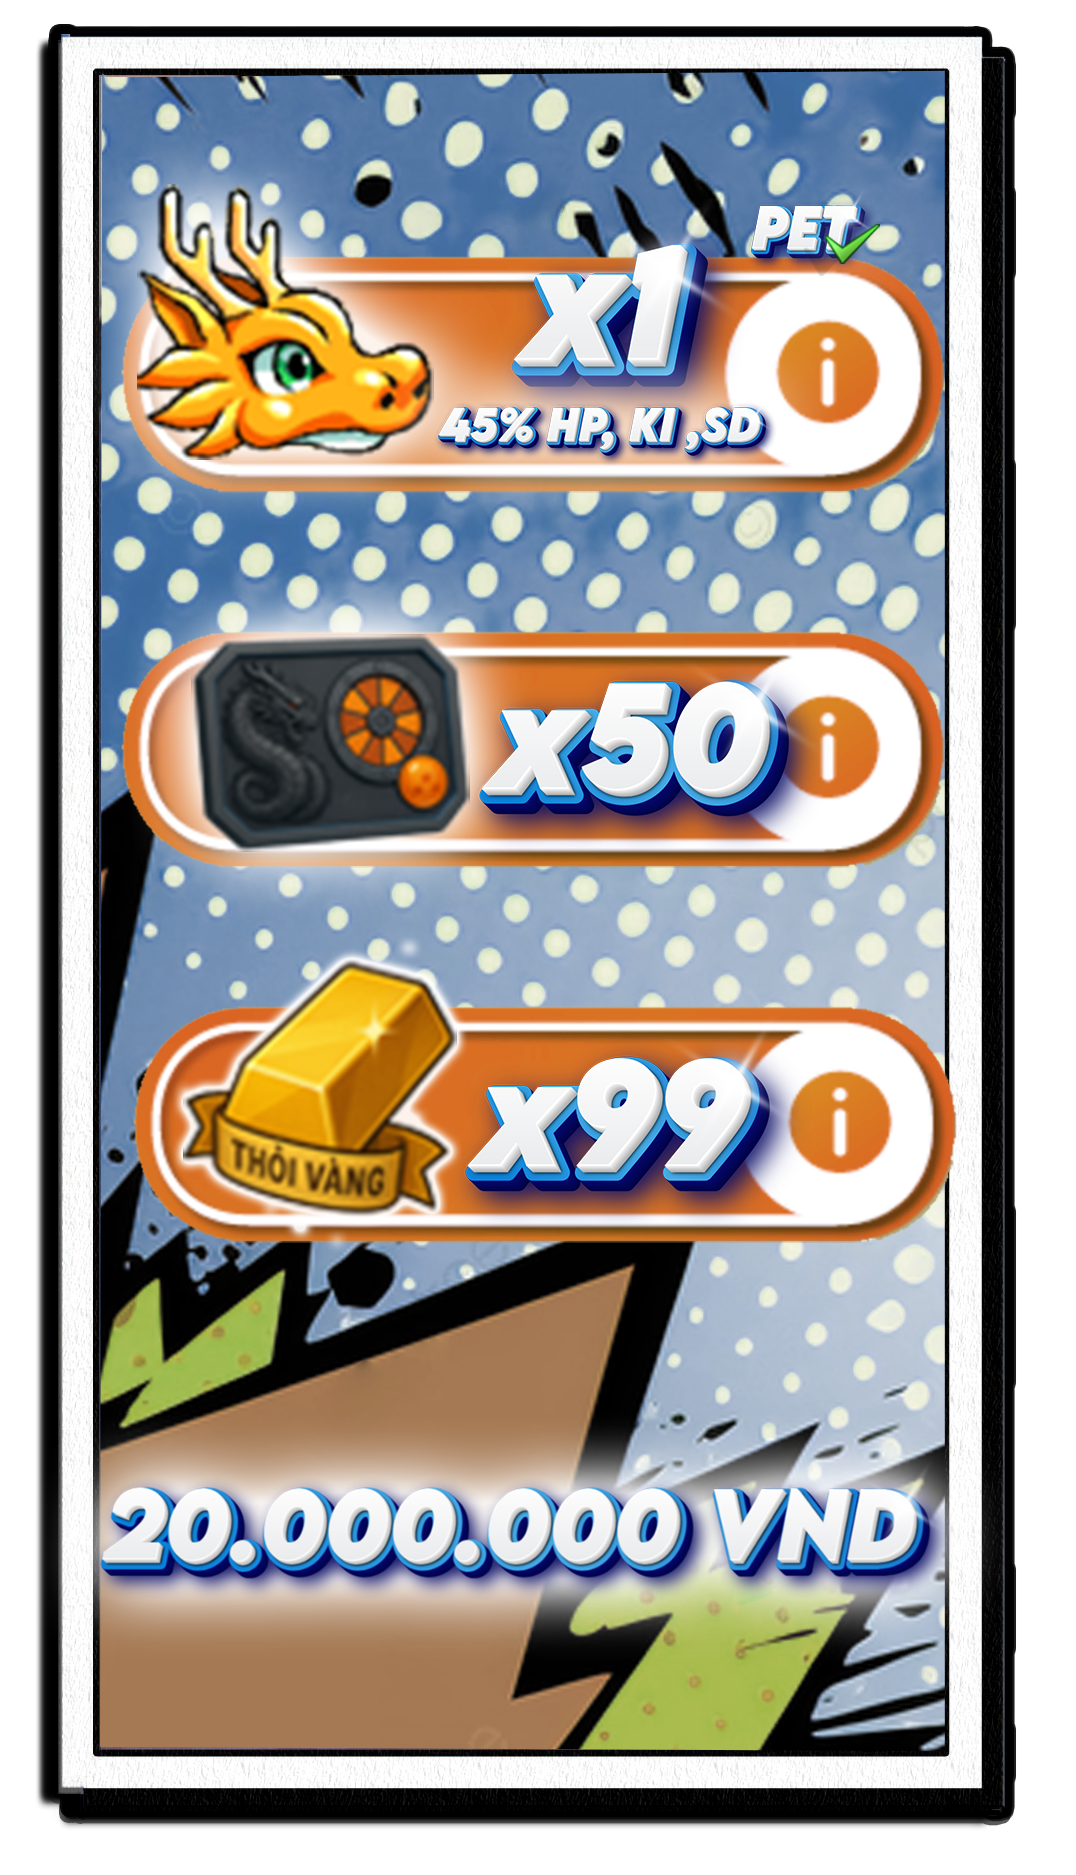 PET
x1
45% HP, KI ,SD
i
x50
i
THỎI VÀNG
x99
i
20.000.000 VND